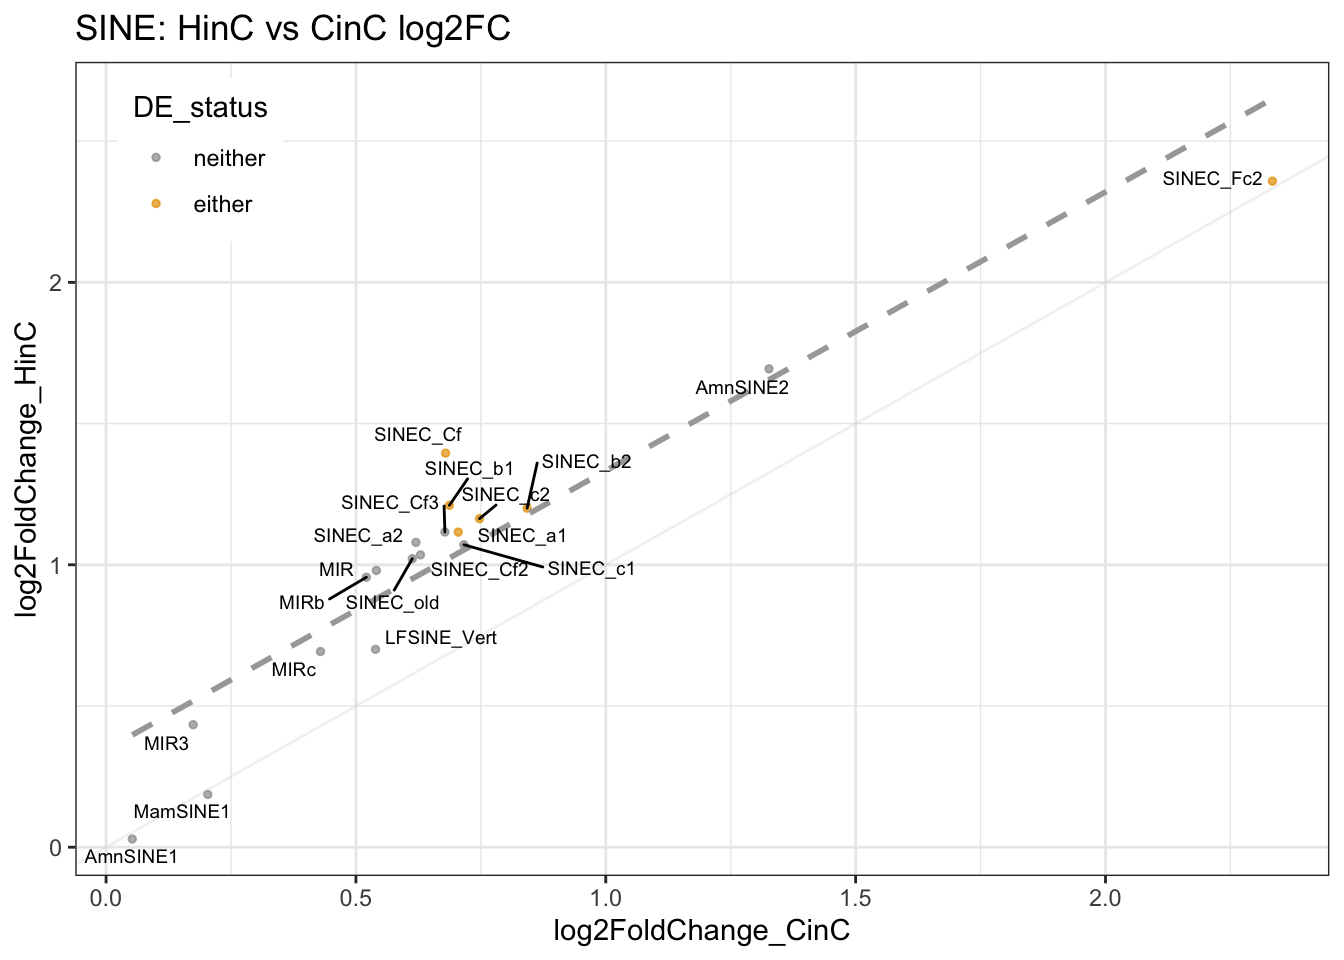 SINE: HinC vs CinC log2FC
DE_status
neither
either
SINEC_Fc2
AmnSINE2
SINEC_Cf
SINEC_b1
SINEC_b2
SINEC_Cf3
SINEC_c2
SINEC_a2
SINEC_a1
MIR
SINEC_Cf2
SINEC_c1
MIRb
SINEC_old
LFSINE_Vert
MIRc
MIR3
MamSINE1
AmnSINE1
2
1
0
0.0
0.5
1.0
1.5
2.0
log2FoldChange_HinC
log2FoldChange_CinC